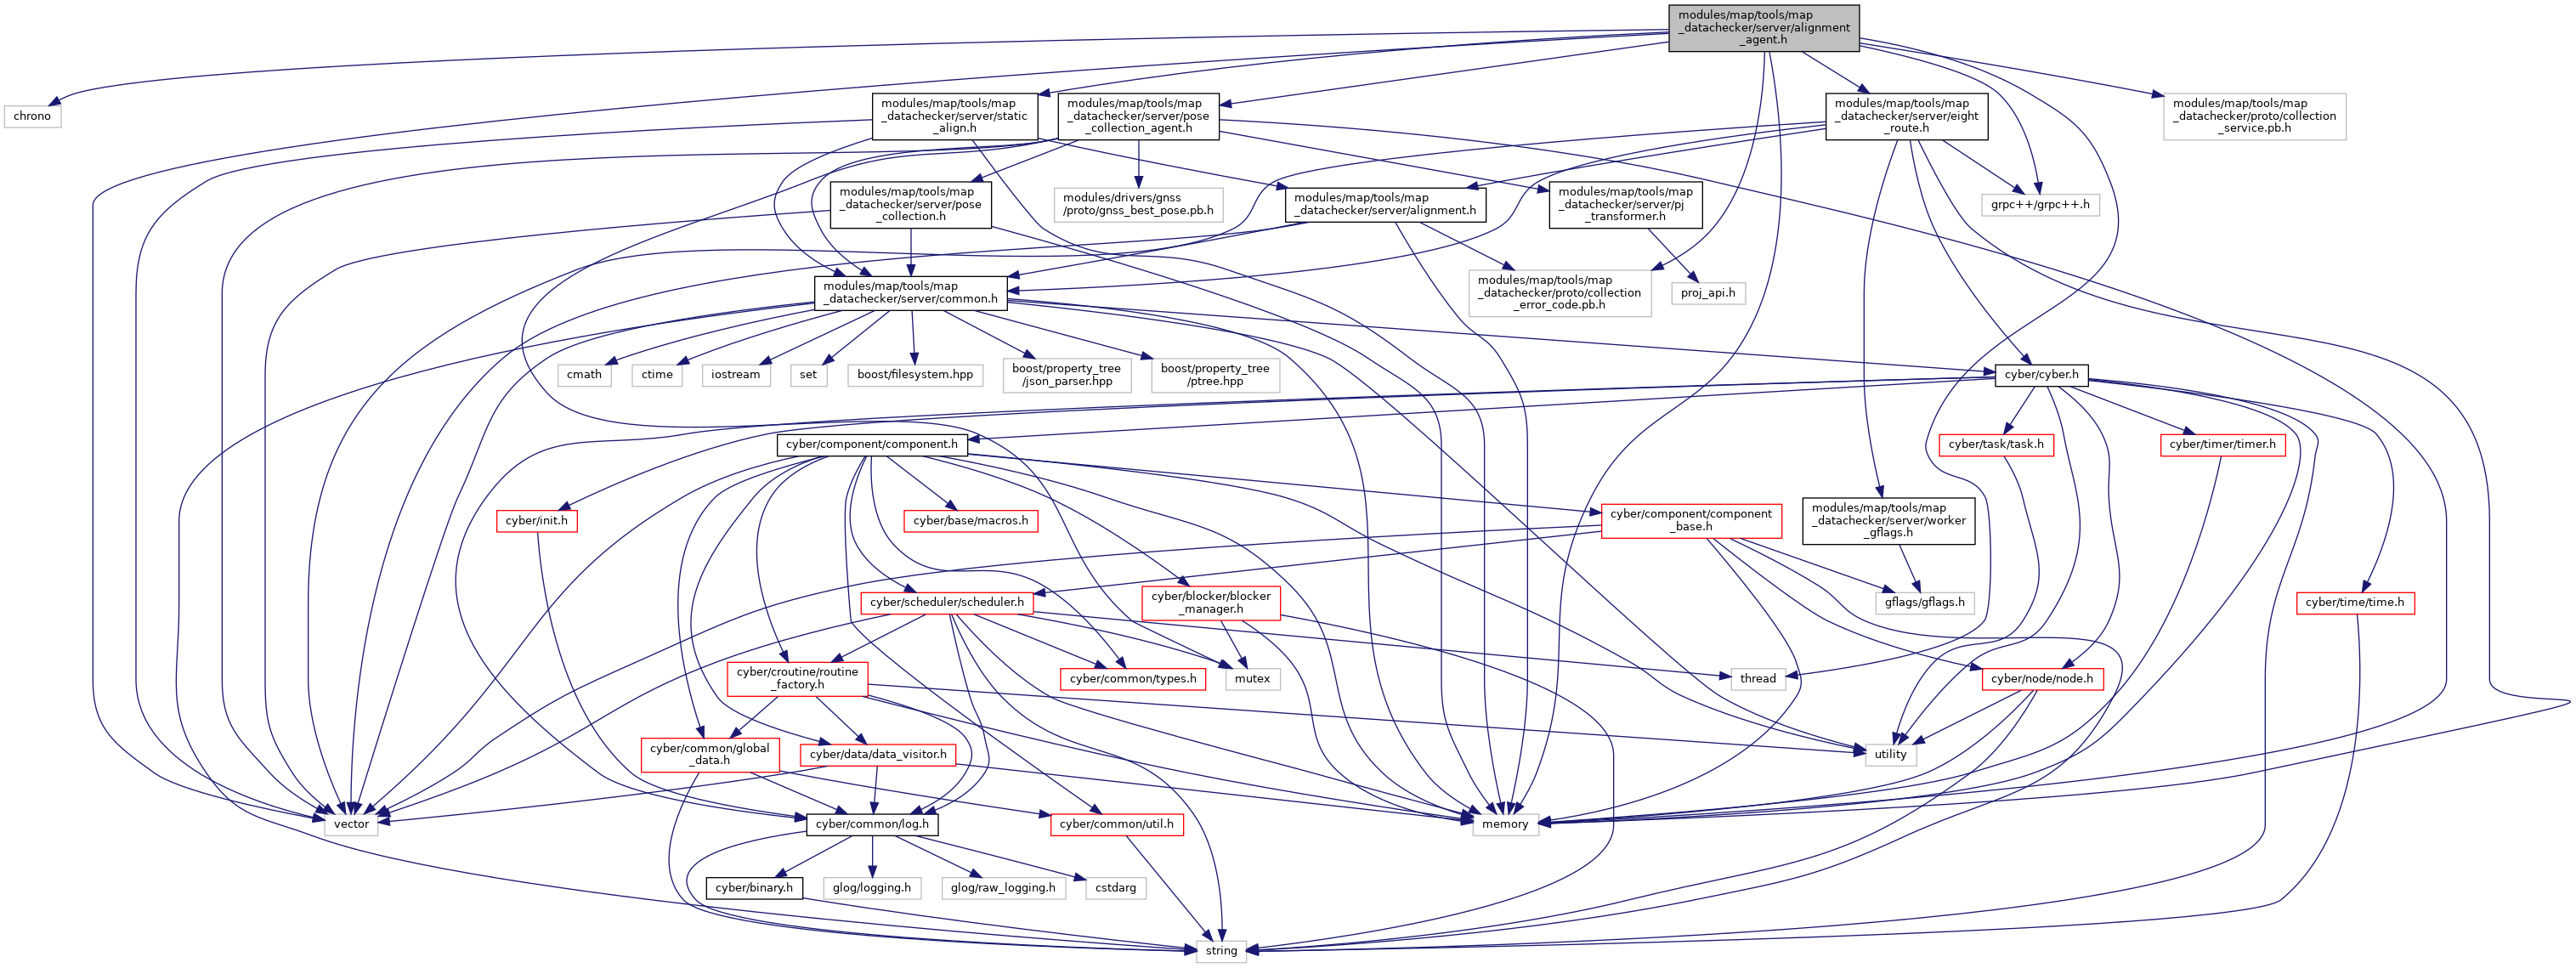 modules/map/tools/map
_datachecker/server/alignment
_agent.h
chrono
modules/map/tools/map
_datachecker/server/static
_align.h
modules/map/tools/map
_datachecker/server/pose
_collection_agent.h
modules/map/tools/map
_datachecker/server/eight
_route.h
modules/map/tools/map
_datachecker/proto/collection
_service.pb.h
modules/map/tools/map
_datachecker/server/pose
_collection.h
modules/drivers/gnss
/proto/gnss_best_pose.pb.h
modules/map/tools/map
_datachecker/server/alignment.h
modules/map/tools/map
_datachecker/server/pj
_transformer.h
grpc++/grpc++.h
modules/map/tools/map
_datachecker/server/common.h
modules/map/tools/map
_datachecker/proto/collection
_error_code.pb.h
proj_api.h
cmath
ctime
iostream
set
boost/filesystem.hpp
boost/property_tree
/json_parser.hpp
boost/property_tree
/ptree.hpp
cyber/cyber.h
cyber/component/component.h
cyber/task/task.h
cyber/timer/timer.h
cyber/init.h
cyber/base/macros.h
cyber/component/component
_base.h
modules/map/tools/map
_datachecker/server/worker
_gflags.h
cyber/scheduler/scheduler.h
cyber/blocker/blocker
_manager.h
gflags/gflags.h
cyber/time/time.h
cyber/croutine/routine
_factory.h
cyber/common/types.h
mutex
thread
cyber/node/node.h
cyber/common/global
_data.h
cyber/data/data_visitor.h
utility
vector
cyber/common/log.h
cyber/common/util.h
memory
cyber/binary.h
glog/logging.h
glog/raw_logging.h
cstdarg
string